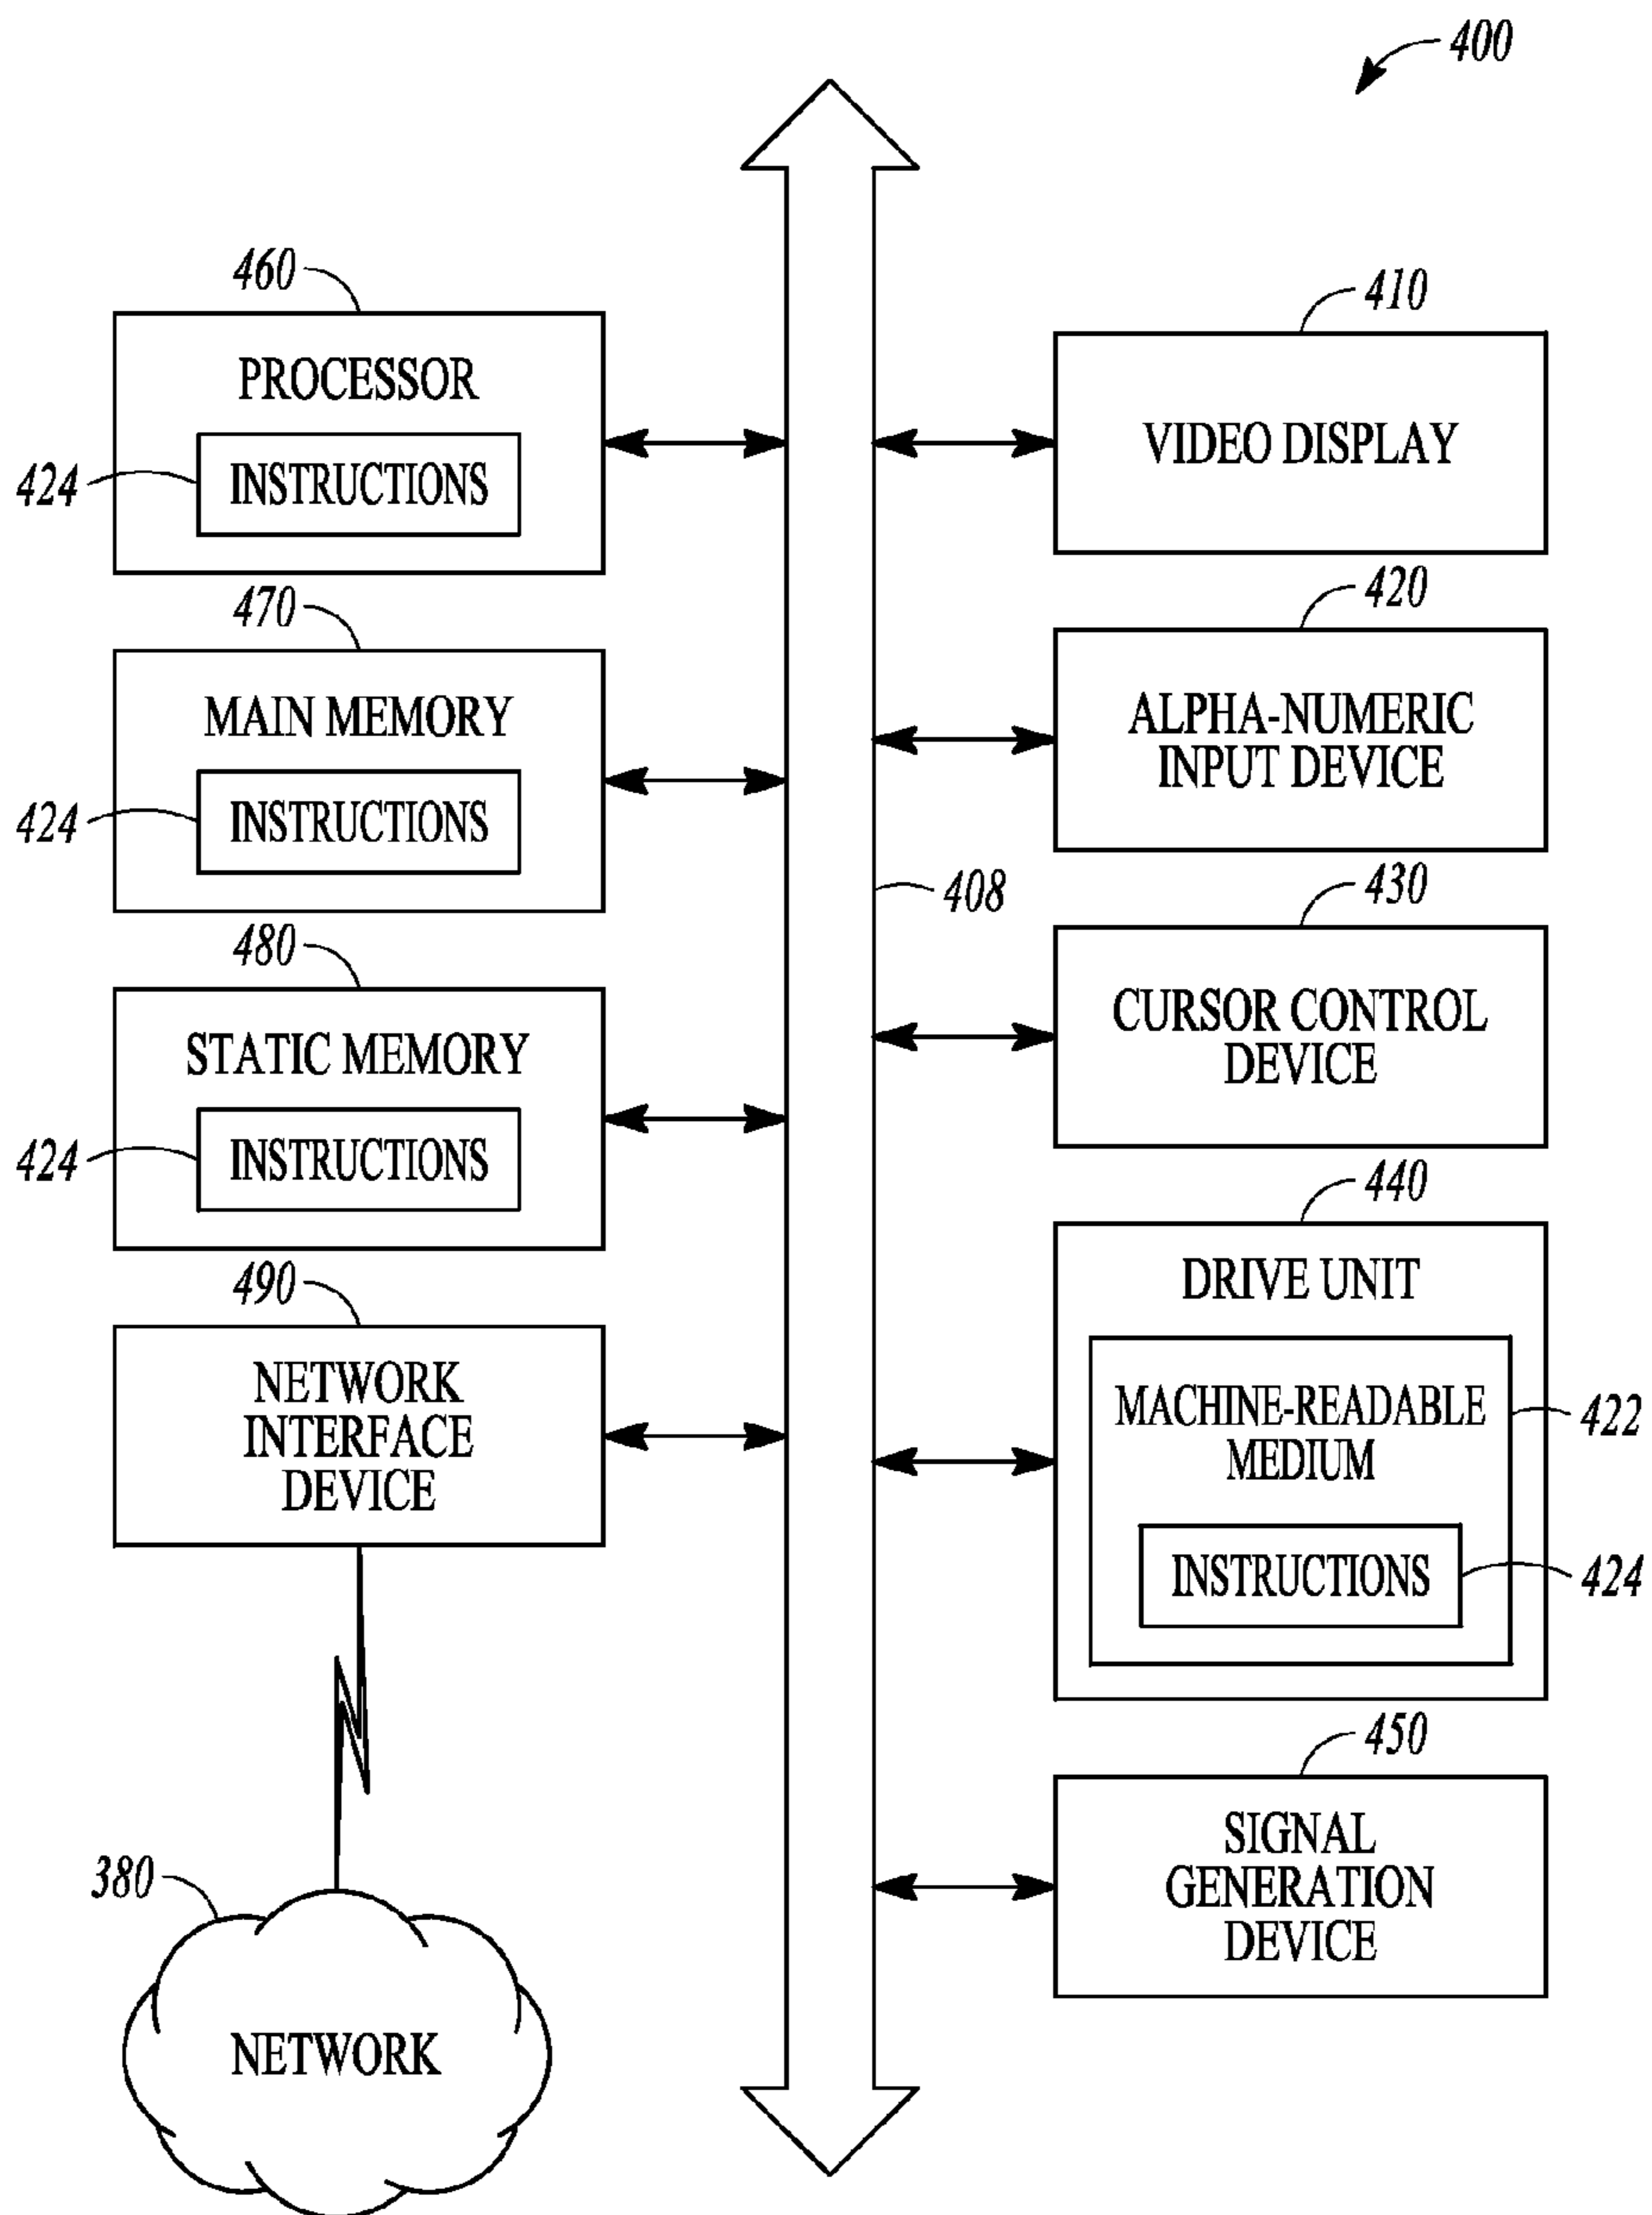 400
460
PROCESSOR
424
INSTRUCTIONS
470
MAIN MEMORY
424
INSTRUCTIONS
480
STATIC MEMORY
424
INSTRUCTIONS
490
NETWORK
INTERFACE
DEVICE
380
NETWORK
408
410
VIDEO DISPLAY
420
ALPHA-NUMERIC
INPUT DEVICE
430
CURSOR CONTROL
DEVICE
440
DRIVE UNIT
MACHINE-READABLE
MEDIUM
422
INSTRUCTIONS
424
450
SIGNAL
GENERATION
DEVICE